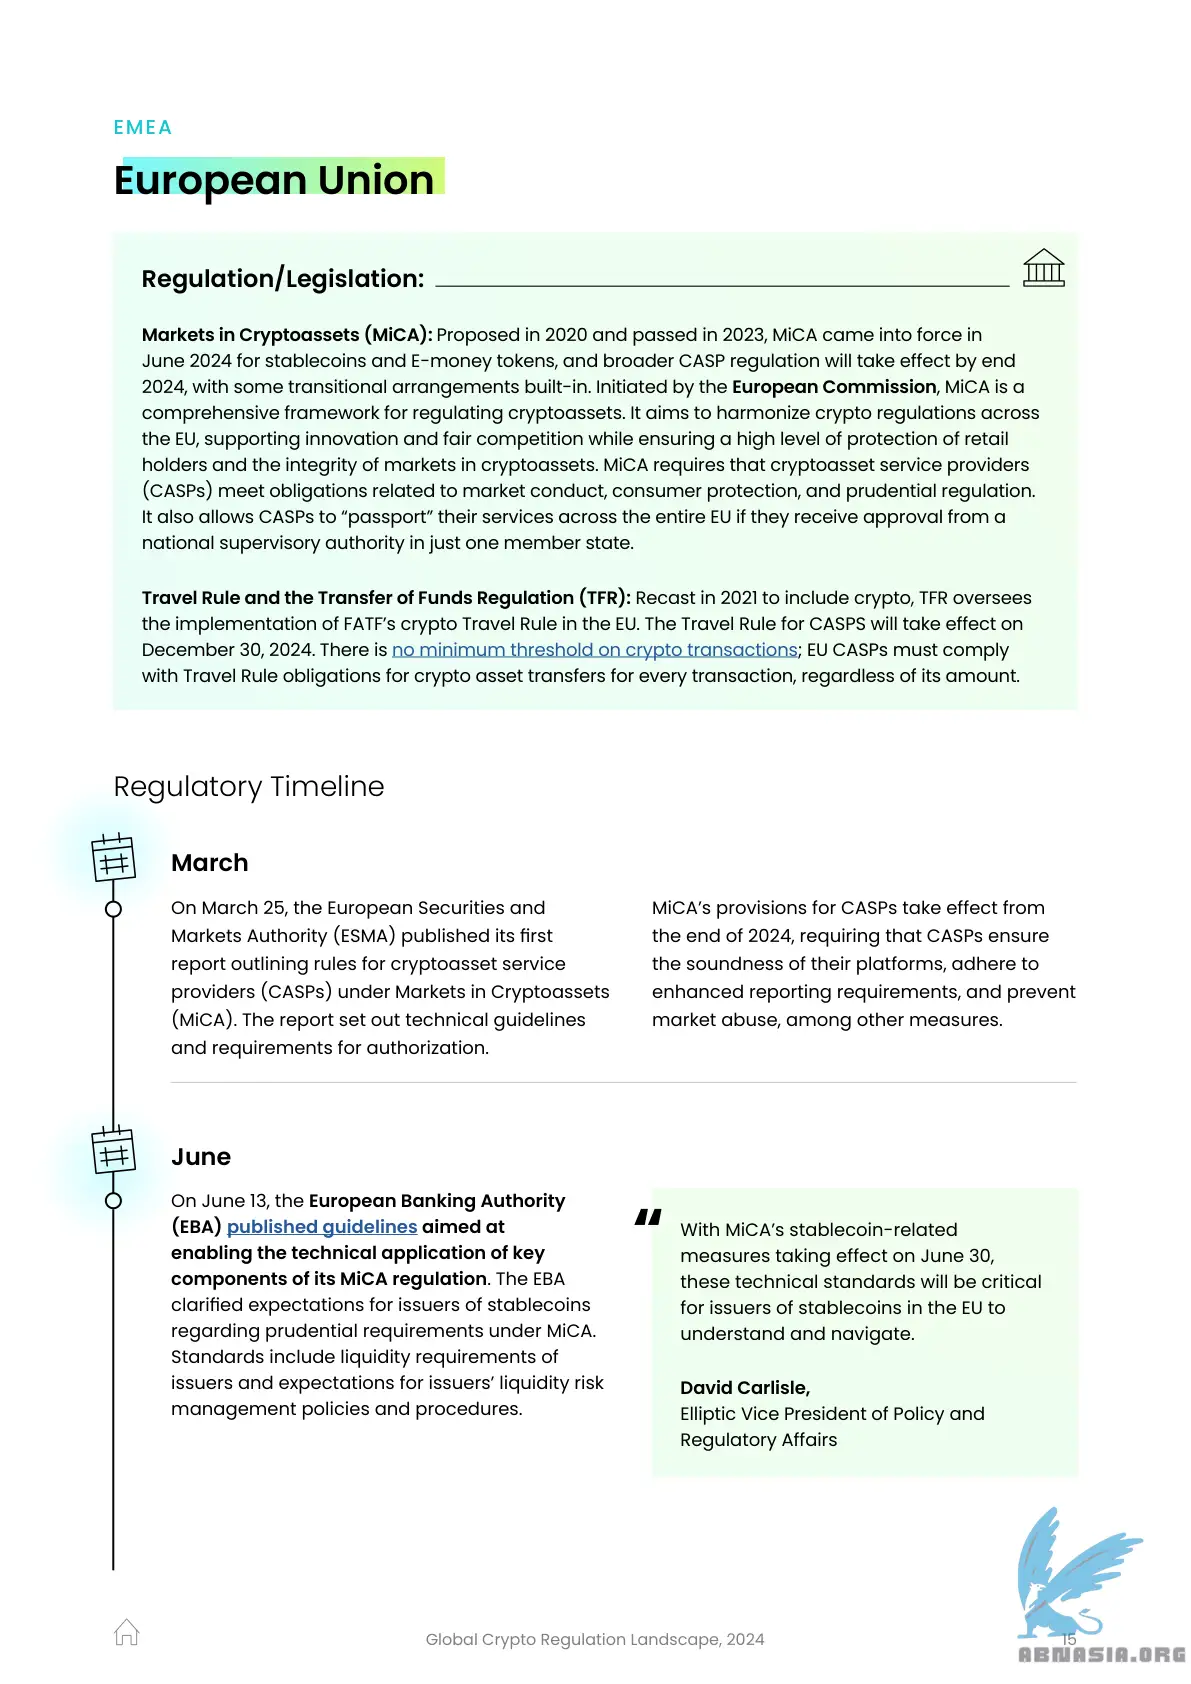 EMEA
European Union
Regulation/Legislation:
Markets in Cryptoassets (MiCA): Proposed in 2020 and passed in 2023, MiCA came into force in
June 2024 for stablecoins and E-money tokens, and broader CASP regulation will take effect by end
2024, with some transitional arrangements built-in. Initiated by the European Commission, MiCA is a
comprehensive framework for regulating cryptoassets. It aims to harmonize crypto regulations across
the EU, supporting innovation and fair competition while ensuring a high level of protection of retail
holders and the integrity of markets in cryptoassets. MiCA requires that cryptoasset service providers
(CASPs) meet obligations related to market conduct, consumer protection, and prudential regulation.
It also allows CASPs to “passport” their services across the entire EU if they receive approval from a
national supervisory authority in just one member state.
Travel Rule and the Transfer of Funds Regulation (TFR): Recast in 2021 to include crypto, TFR oversees
the implementation of FATF’s crypto Travel Rule in the EU. The Travel Rule for CASPS will take effect on
December 30, 2024. There is no minimum threshold on crypto transactions; EU CASPs must comply
with Travel Rule obligations for crypto asset transfers for every transaction, regardless of its amount.
Regulatory Timeline
March
On March 25, the European Securities and
Markets Authority (ESMA) published its first
report outlining rules for cryptoasset service
providers (CASPs) under Markets in Cryptoassets
(MiCA). The report set out technical guidelines
and requirements for authorization.
MiCA’s provisions for CASPs take effect from
the end of 2024, requiring that CASPs ensure
the soundness of their platforms, adhere to
enhanced reporting requirements, and prevent
market abuse, among other measures.
June
On June 13, the European Banking Authority
(EBA) published guidelines aimed at
enabling the technical application of key
components of its MiCA regulation. The EBA
clarified expectations for issuers of stablecoins
regarding prudential requirements under MiCA.
Standards include liquidity requirements of
issuers and expectations for issuers’ liquidity risk
management policies and procedures.
“
With MiCA’s stablecoin-related
measures taking effect on June 30,
these technical standards will be critical
for issuers of stablecoins in the EU to
understand and navigate.
David Carlisle,
Elliptic Vice President of Policy and
Regulatory Affairs
Global Crypto Regulation Landscape, 2024
15
ABNASIA.ORG